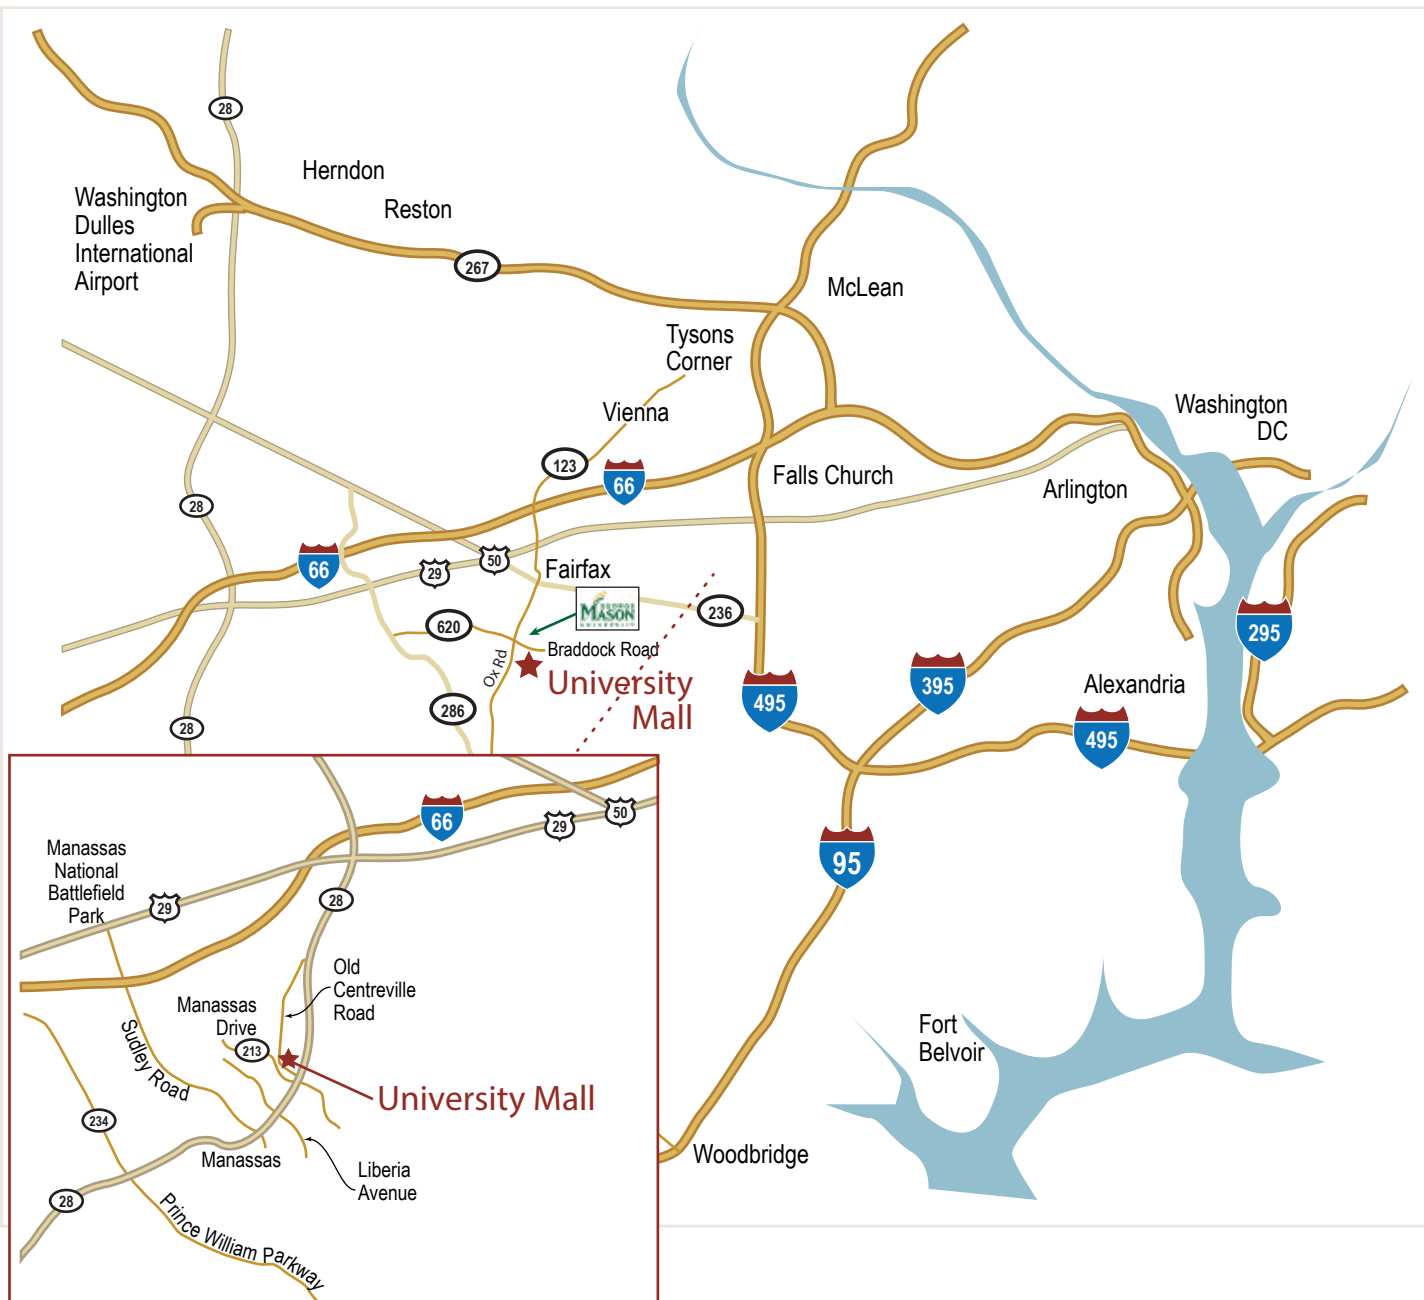 28
Herndon
Washington
Dulles
International
Airport
Reston
267
McLean
Tysons
Corner
Vienna
Washington
DC
123
66
Falls Church
Arlington
28
50
66
29
Fairfax
GEORGE
MASON
UNIVERSITY
236
620
295
Braddock Road
Ox Rd
University
Mall
395
Alexandria
495
286
495
28
95
66
50
29
Manassas
National
Battlefield
Park
29
28
Old
Centreville
Road
Manassas
Drive
213
Sudley Road
University Mall
Fort
Belvoir
234
Manassas
Woodbridge
Liberia
Avenue
28
Prince William Parkway